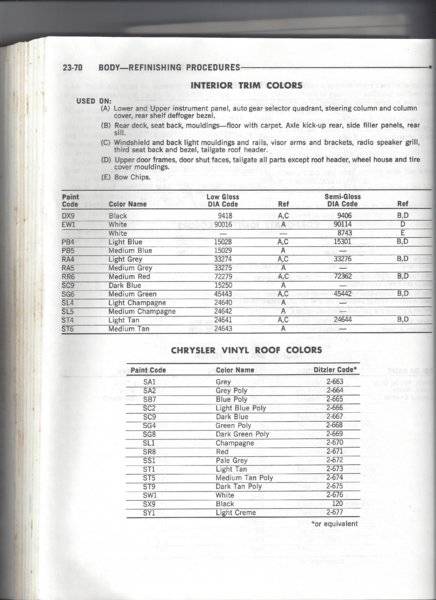 23-70 BODY—REFINISHING PROCEDURES
INTERIOR TRIM COLORS
USED ON:
(A) Lower and Upper instrument panel, auto gear selector quadrant, steering column and column
cover, rear shelf deffoger bezel.
(B) Rear deck, seat back, mouldings—floor with carpet. Axle kick-up rear, side filler panels, rear
sill.
(C) Windshield and back light mouldings and rails, visor arms and brackets, radio speaker grill,
third seat back and bezel, tailgate roof header.
(D) Upper door frames, door shut faces, tailgate all parts except roof header, wheel house and tire
cover mouldings.
(E) Bow Chips.
Paint Low Gloss Semi-Gloss
Code Color Name DIA Code Ref DIA Code Ref
DX9 Black 9418 A,C 9406 B,D
EW1 White 90016 A 90114 D
White — — 8743 E
PB4 Light Blue 15028 A,C 15301 B,D
PB5 Medium Blue 15029 A —
RA4 Light Grey 33274 A,C 33276 B,D
RA5 Medium Grey 33275 A —
RR6 Medium Red 72279 A,C 72362 B,D
SC9 Dark Blue 15250 A —
SG6 Medium Green 45443 A,C 45442 B,D
SL4 Light Champagne 24640 A —
SL5 Medium Champagne 24642 A —
ST4 Light Tan 24641 A,C 24644 B,D
ST6 Medium Tan 24643 A —
CHRYSLER VINYL ROOF COLORS
Paint Code Color Name Ditzler Code*
SA1 Grey 2-663
SA2 Grey Poly 2-664
SB7 Blue Poly 2-665
SC2 Light Blue Poly 2-666
SC9 Dark Blue 2-667
SG4 Green Poly 2-668
SG8 Dark Green Poly 2-669
SL1 Champagne 2-670
SR8 Red 2-671
SS1 Pale Grey 2-672
ST1 Light Tan 2-673
ST5 Medium Tan Poly 2-674
ST9 Dark Tan Poly 2-675
SW1 White 2-676
SX9 Black 120
SY1 Light Creme 2-677
*or equivalent